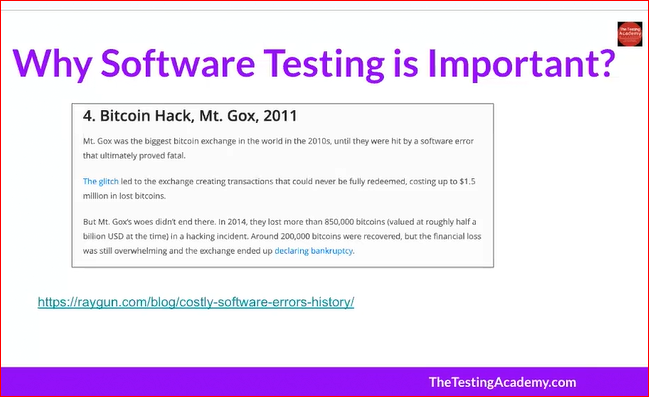 The Testing
Academy
Why Software Testing is Important?
4. Bitcoin Hack, Mt. Gox, 2011
Mt. Gox was the biggest bitcoin exchange in the world in the 2010s, until they were hit by a software error
that ultimately proved fatal.
The glitch led to the exchange creating transactions that could never be fully redeemed, costing up to $1.5
million in lost bitcoins.
But Mt. Gox's woes didn't end there. In 2014, they lost more than 850,000 bitcoins (valued at roughly half a
billion USD at the time) in a hacking incident. Around 200,000 bitcoins were recovered, but the financial loss
was still overwhelming and the exchange ended up declaring bankruptcy.
https://raygun.com/blog/costly-software-errors-history/
TheTestingAcademy.com